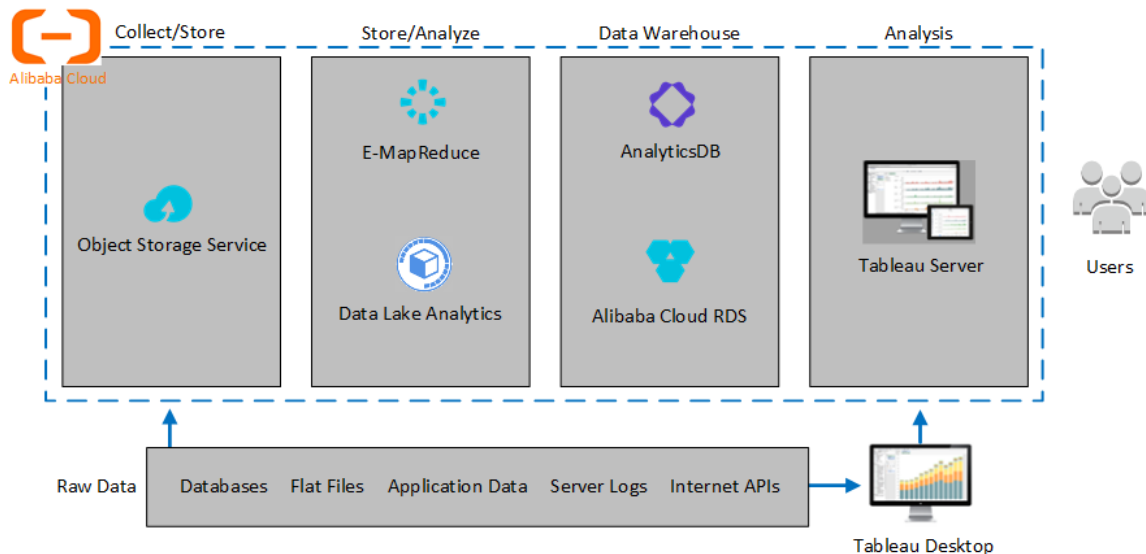 Collect/Store
Store/Analyze
Data Warehouse
Analysis
Alibaba Cloud
E-MapReduce
AnalyticsDB
Object Storage Service
Tableau Server
Users
Data Lake Analytics
Alibaba Cloud RDS
Raw Data
Databases
Flat Files
Application Data
Server Logs
Internet APIs
Tableau Desktop